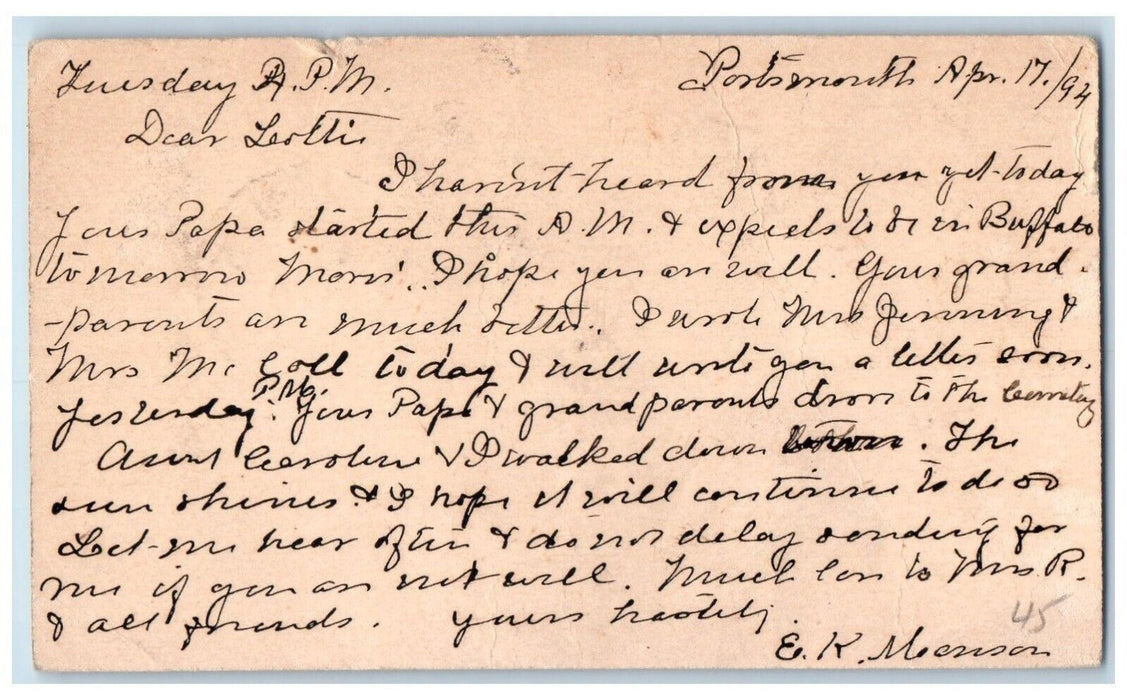 Tuesday P.M.
Portsmouth Apr. 17./94
Dear Lottie
I havn't heard from you yet today
Your Papa started this A.M. & expects to be in Buffalo
tomorrow Morn'. I hope you are well. Your grand-
-parents are much better. I wrote Mrs Jenning &
Mrs Mc Coll today & will write you a letter soon.
Yesterday P.M. Your Papa & grandparents drove to the Cemetery
Aunt Caroline & I walked down. The
sun shines & I hope it will continue to do so
Let me hear often & do not delay sending for
me if you are not well. Much love to Mrs R.
& all friends. Yours hastily
E. K. Manson
45